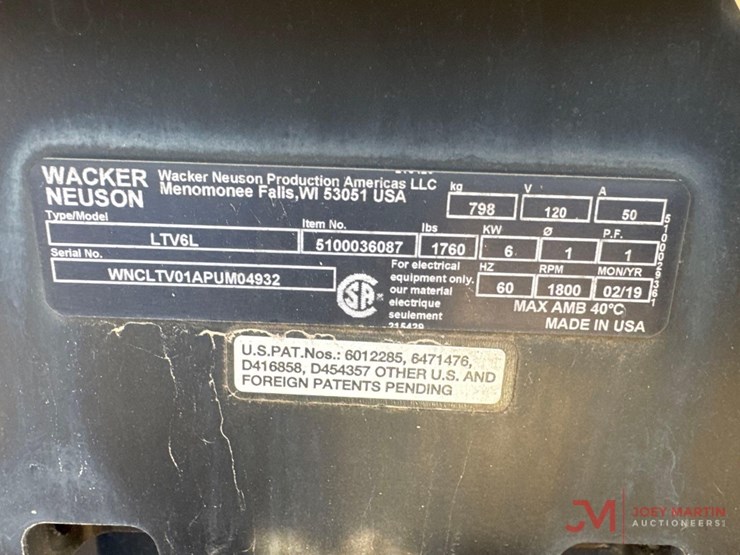 WACKER NEUSON
Wacker Neuson Production Americas LLC
Menomonee Falls, WI 53051 USA
kg V A
798 120 50
Type/Model Item No. lbs KW Ø P.F.
LTV6L 5100036087 1760 6 1 1
Serial No. HZ RPM MON/YR
WNCLTV01APUM04932 60 1800 02/19
SA
For electrical
equipment only.
our material
electrique
seulement
215429
MAX AMB 40°C
MADE IN USA
U.S.PAT.Nos.: 6012285, 6471476,
D416858, D454357 OTHER U.S. AND
FOREIGN PATENTS PENDING
JM JOEY MARTIN
AUCTIONEERS